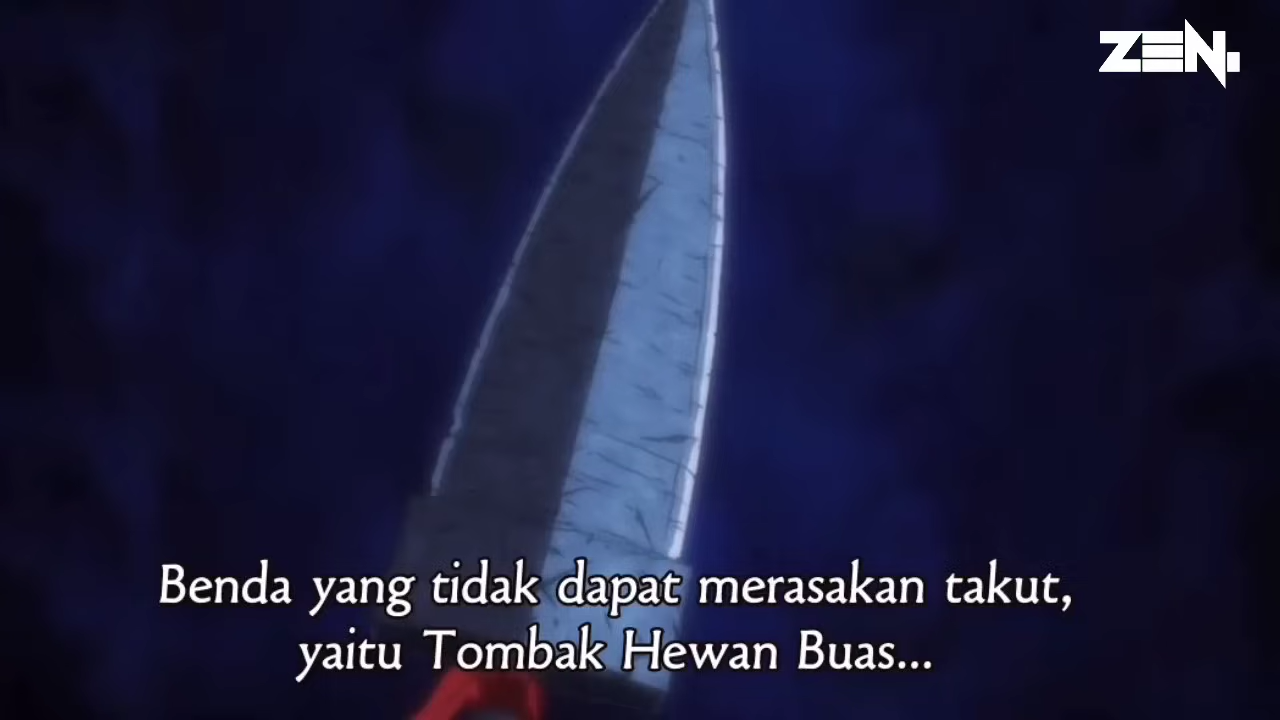 ZEN.
Benda yang tidak dapat merasakan takut,
yaitu Tombak Hewan Buas...